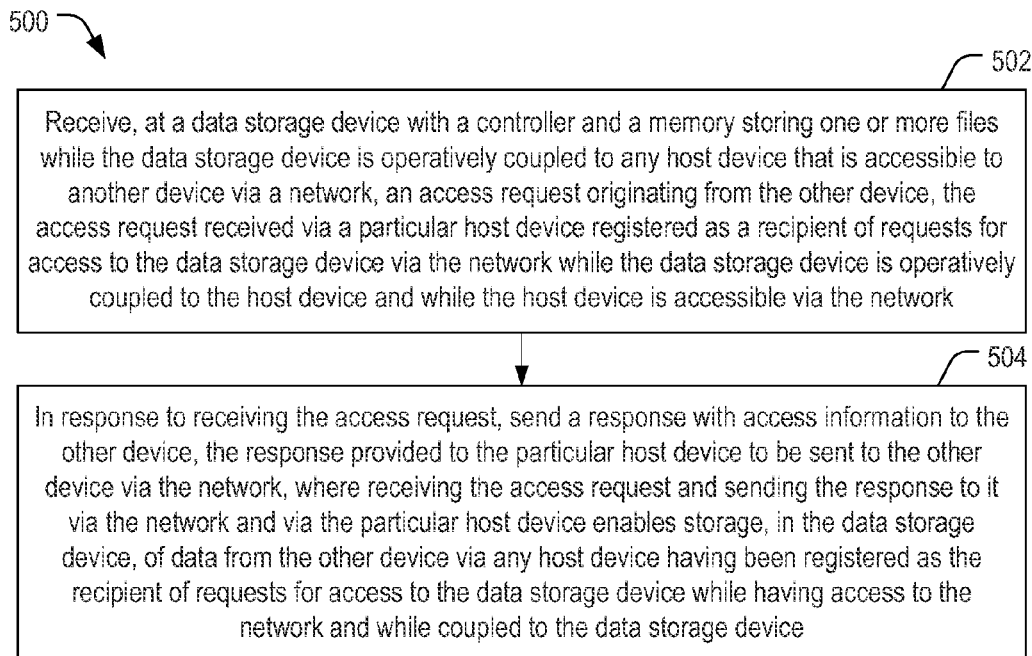 500
502
Receive, at a data storage device with a controller and a memory storing one or more files
while the data storage device is operatively coupled to any host device that is accessible to
another device via a network, an access request originating from the other device, the
access request received via a particular host device registered as a recipient of requests for
access to the data storage device via the network while the data storage device is operatively
coupled to the host device and while the host device is accessible via the network
504
In response to receiving the access request, send a response with access information to the
other device, the response provided to the particular host device to be sent to the other
device via the network, where receiving the access request and sending the response to it
via the network and via the particular host device enables storage, in the data storage
device, of data from the other device via any host device having been registered as the
recipient of requests for access to the data storage device while having access to the
network and while coupled to the data storage device